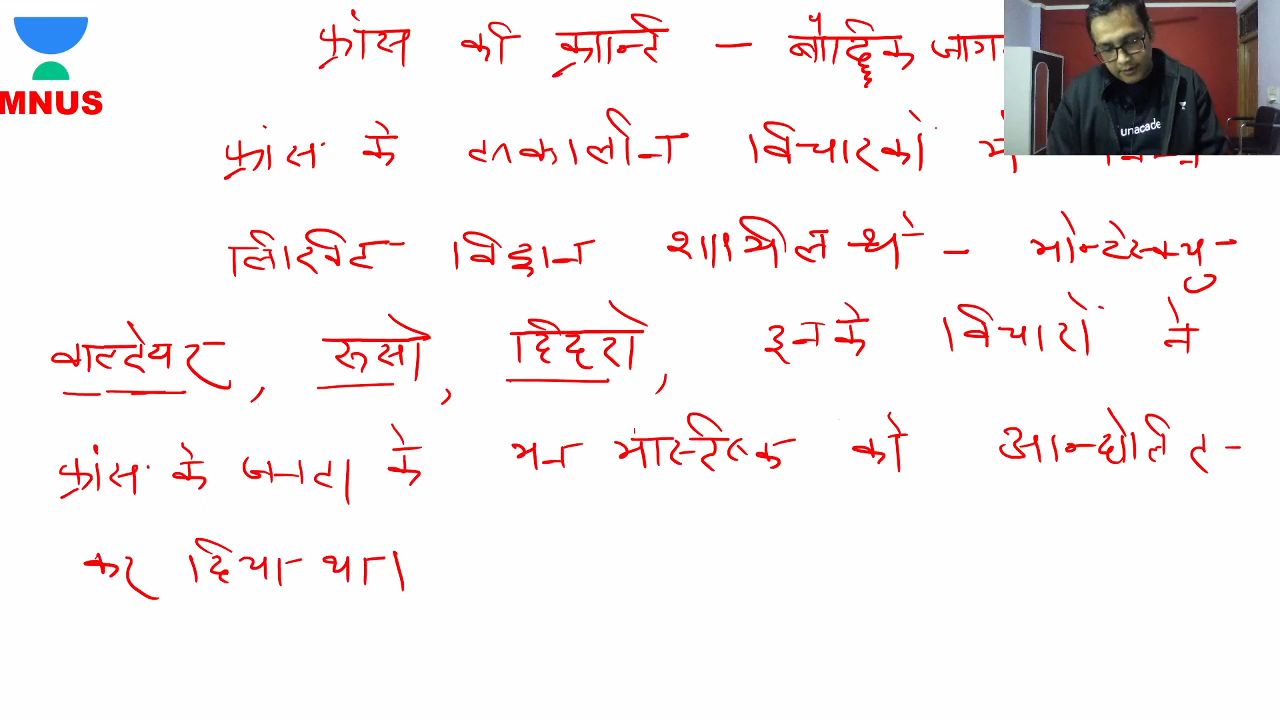 फ्रांस की क्रान्ति – बौद्धिक जाग
फ्रांस के तत्कालीन विचारकों में
लिखित विद्वान शामिल थे – मोन्टेस्क्यु
वाल्टेयर, रूसो, दिदरो, इनके विचारों ने
फ्रांस के जनता के मन मस्तिष्क को आन्दोलित
कर दिया था।
MNUS
unacade